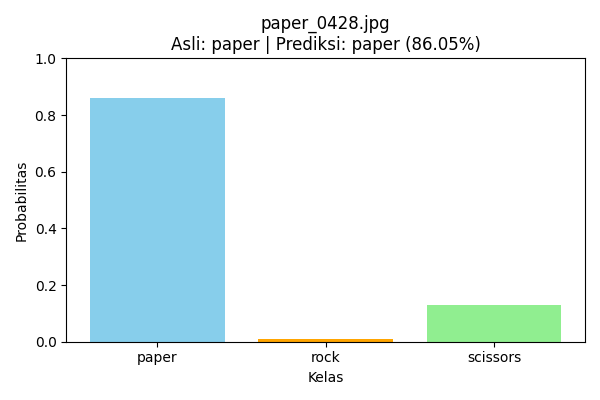 paper_0428.jpg
Asli: paper | Prediksi: paper (86.05%)
1.0
0.8
0.6
0.4
0.2
0.0
Probabilitas
paper
rock
scissors
Kelas